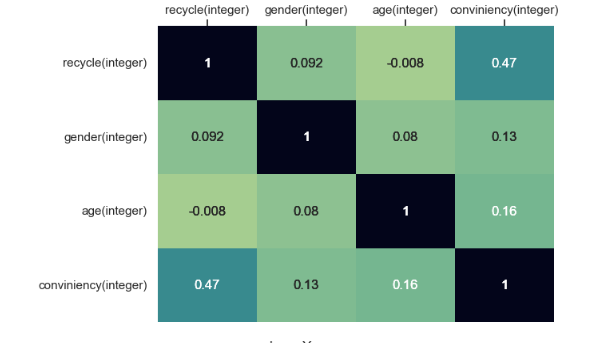 recycle(integer) gender(integer) age(integer) conviniency(integer)
recycle(integer) 1 0.092 -0.008 0.47
gender(integer) 0.092 1 0.08 0.13
age(integer) -0.008 0.08 1 0.16
conviniency(integer) 0.47 0.13 0.16 1